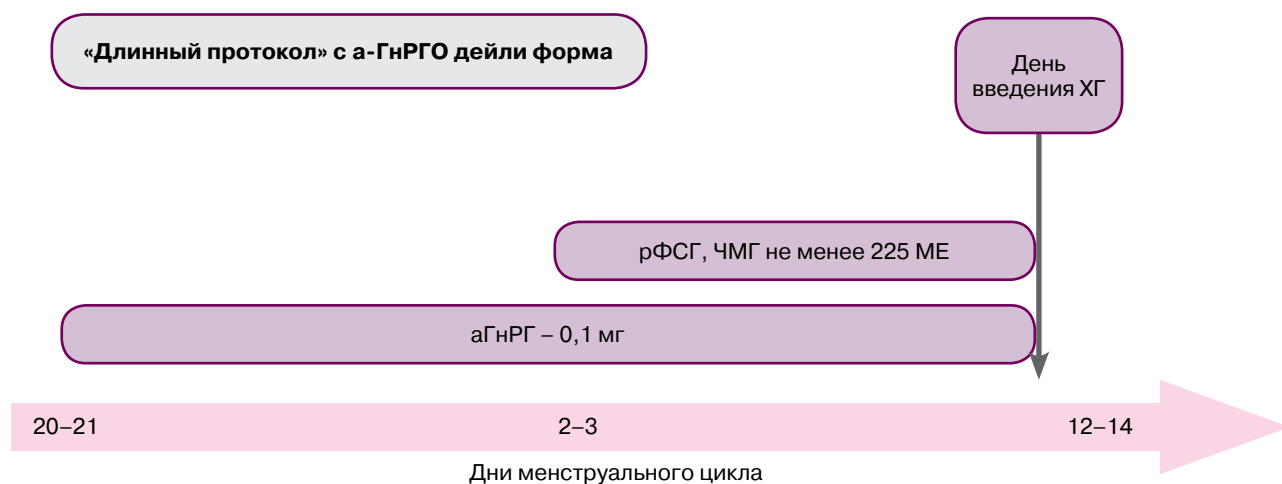 «Длинный протокол» с а-ГнРГО дейли форма
День
введения ХГ
рФСГ, ЧМГ не менее 225 МЕ
аГнРГ – 0,1 мг
20–21
2–3
12–14
Дни менструального цикла